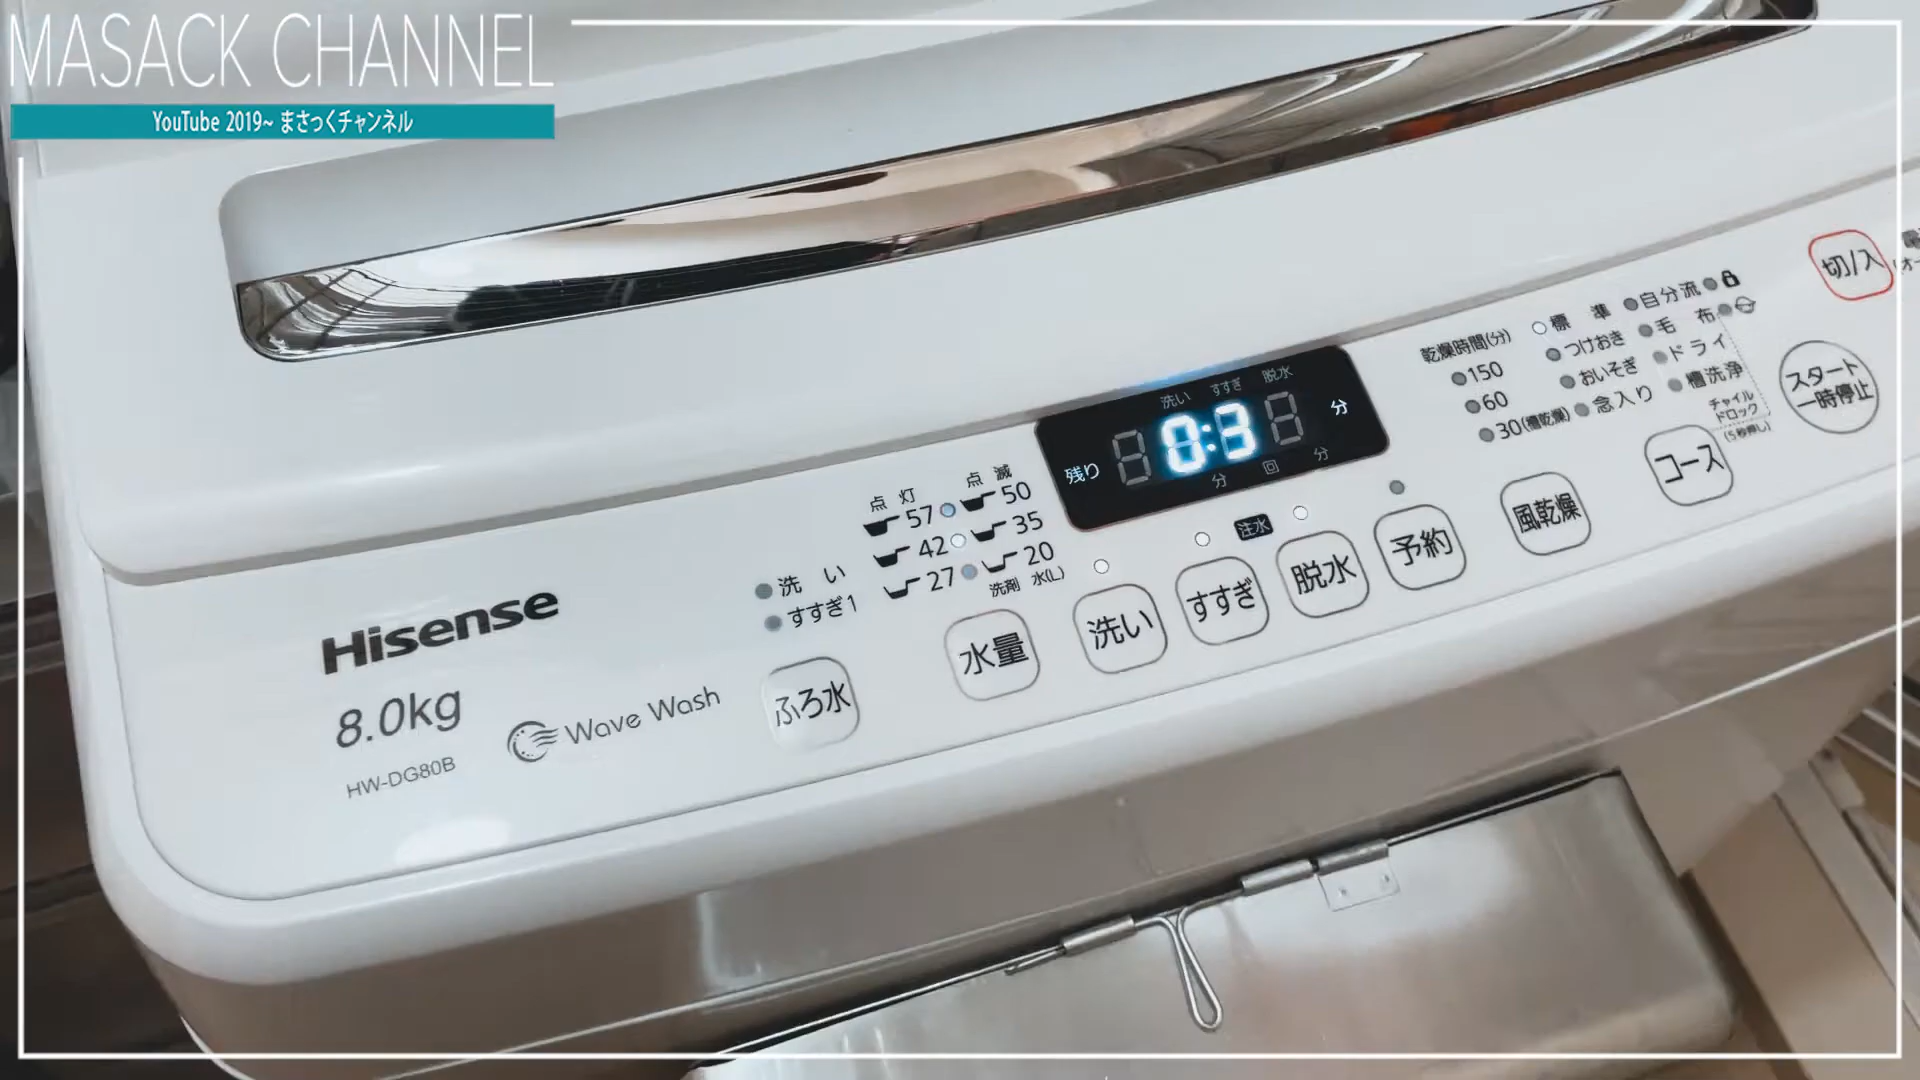 MASACK CHANNEL
YouTube 2019~ まさっくチャンネル
切/入
乾燥時間(分)
150
60
30(槽乾燥)
標 準
つけおき
おいそぎ
念入り
自分流
毛 布
ドライ
槽洗浄
チャイル
ドロック
(5秒押し)
スタート
一時停止
洗い すすぎ 脱水
残り 0:3 分
分 回 分
点灯 点滅
57 50
42 35
27 20
洗剤 水(L)
洗 い
すすぎ1
注水
ふろ水
水量
洗い
すすぎ
脱水
予約
風乾燥
コース
Hisense
8.0kg
Wave Wash
HW-DG80B